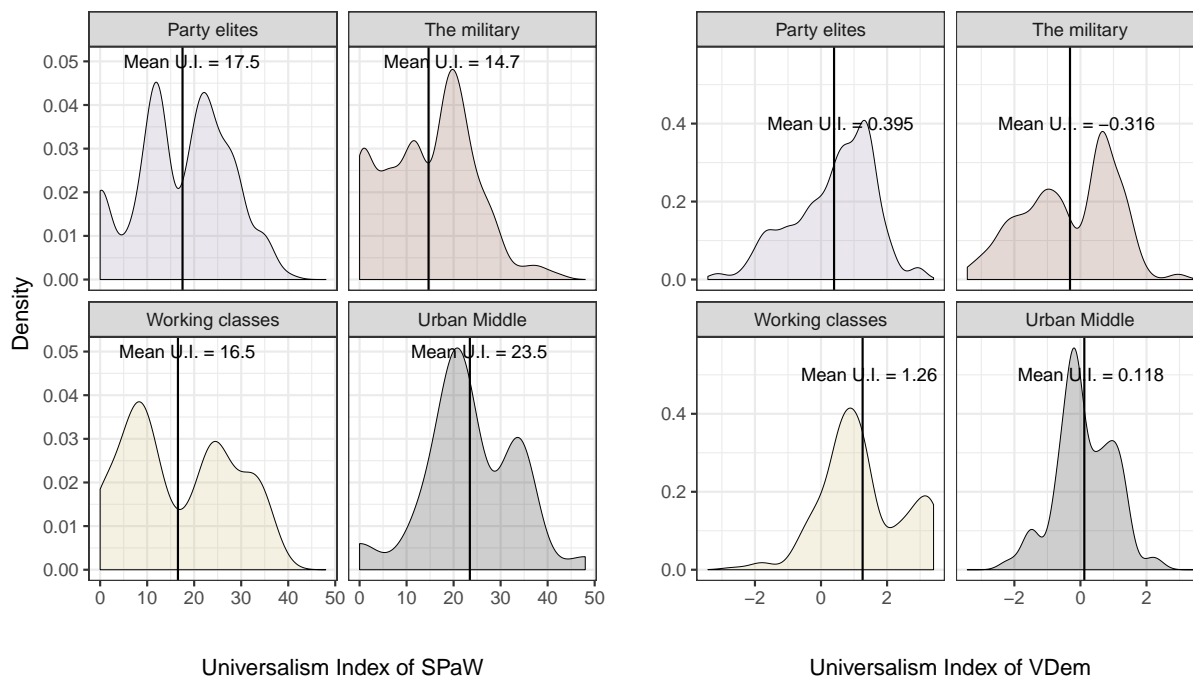 Party elites
The military
Party elites
The military
Mean U.I. = 17.5
Mean U.I. = 14.7
Mean U.I. = 0.395
Mean U.I. = −0.316
0.05
0.04
0.03
0.02
0.01
0.00
0.4
0.2
0.0
Working classes
Urban Middle
Working classes
Urban Middle
Mean U.I. = 16.5
Mean U.I. = 23.5
Mean U.I. = 1.26
Mean U.I. = 0.118
0.05
0.04
0.03
0.02
0.01
0.00
0.4
0.2
0.0
Density
0 10 20 30 40 50
0 10 20 30 40 50
−2 0 2
−2 0 2
Universalism Index of SPaW
Universalism Index of VDem